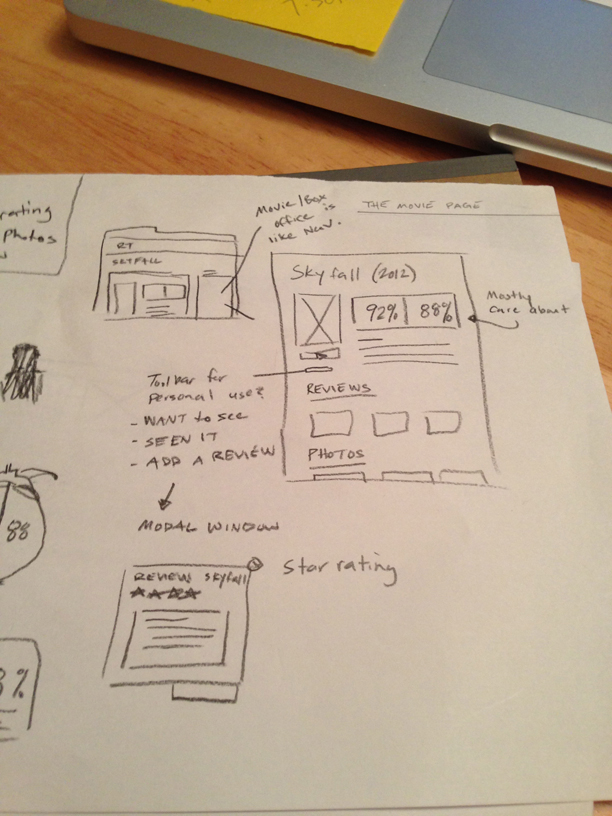 rating
Photos
Movie/Box
office is
like Nav.
THE MOVIE PAGE
RT
SKYFALL
Skyfall (2012)
92% 88%
Mostly
care about
Toolbar for
personal use?
- WANT to see
- SEEN IT
- ADD A REVIEW
REVIEWS
PHOTOS
88
MODAL WINDOW
REVIEW SKYFALL
Star rating
%